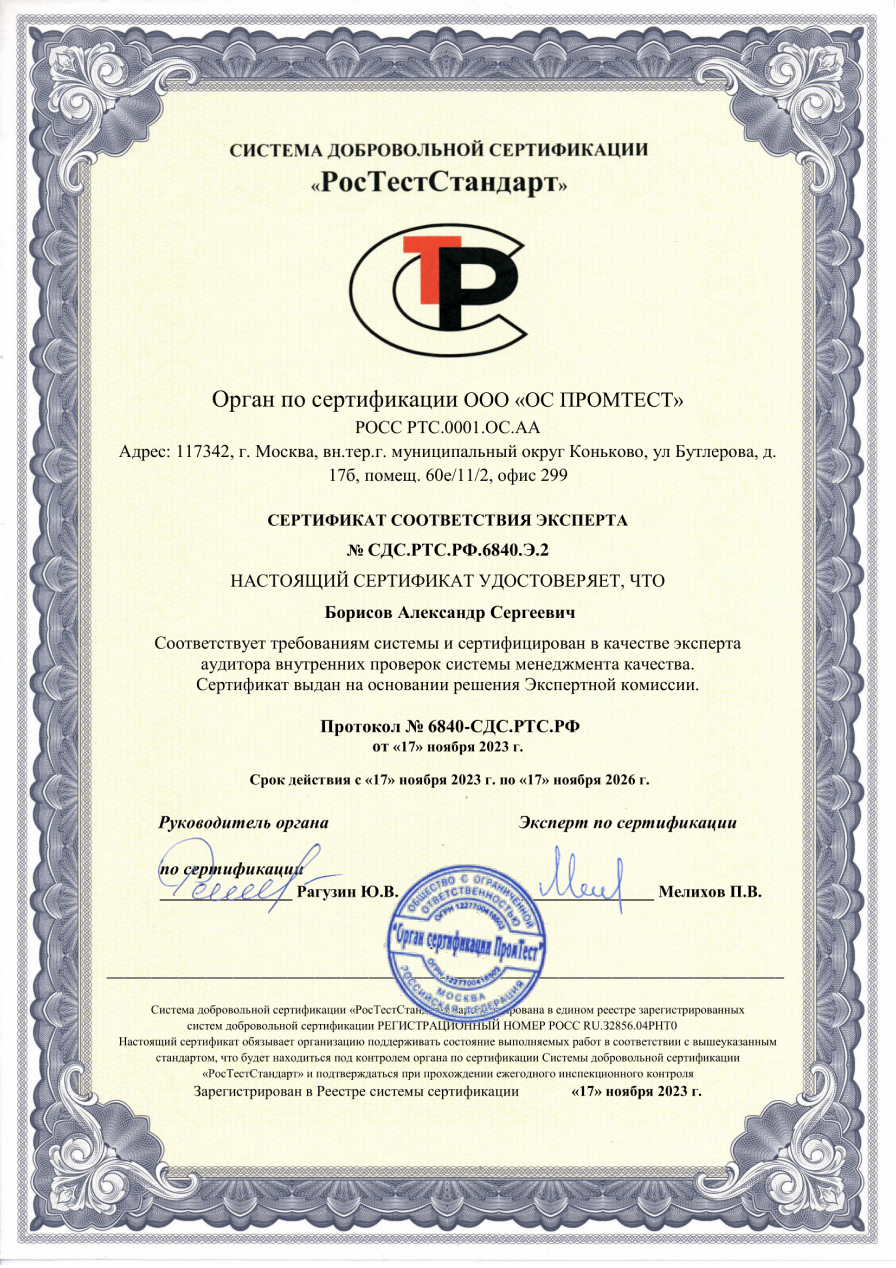 СИСТЕМА ДОБРОВОЛЬНОЙ СЕРТИФИКАЦИИ
«РосТестСтандарт»
ТР
С
Орган по сертификации ООО «ОС ПРОМТЕСТ»
РОСС РТС.0001.ОС.АА
Адрес: 117342, г. Москва, вн.тер.г. муниципальный округ Коньково, ул Бутлерова, д.
17б, помещ. 60е/11/2, офис 299
СЕРТИФИКАТ СООТВЕТСТВИЯ ЭКСПЕРТА
№ СДС.РТС.РФ.6840.Э.2
НАСТОЯЩИЙ СЕРТИФИКАТ УДОСТОВЕРЯЕТ, ЧТО
Борисов Александр Сергеевич
Соответствует требованиям системы и сертифицирован в качестве эксперта
аудитора внутренних проверок системы менеджмента качества.
Сертификат выдан на основании решения Экспертной комиссии.
Протокол № 6840-СДС.РТС.РФ
от «17» ноября 2023 г.
Срок действия с «17» ноября 2023 г. по «17» ноября 2026 г.
Руководитель органа
по сертификации
Рагузин Ю.В.
Эксперт по сертификации
Мелихов П.В.
ОБЩЕСТВО С ОГРАНИЧЕННОЙ
ОТВЕТСТВЕННОСТЬЮ
ОГРН 1227700416503
"Орган сертификации ПромТест"
ОГРН 1227700416503
МОСКВА
РОССИЙСКАЯ ФЕДЕРАЦИЯ
Система добровольной сертификации в едином реестре зарегистрированных
систем добровольной сертификации РЕГИСТРАЦИОННЫЙ НОМЕР РОСС RU.32856.04РНТ0
Настоящий сертификат обязывает организацию поддерживать состояние выполняемых работ в соответствии с вышеуказанным
стандартом, что будет находиться под контролем органа по сертификации Системы добровольной сертификации
«РосТестСтандарт» и подтверждаться при прохождении ежегодного инспекционного контроля
Зарегистрирован в Реестре системы сертификации «17» ноября 2023 г.